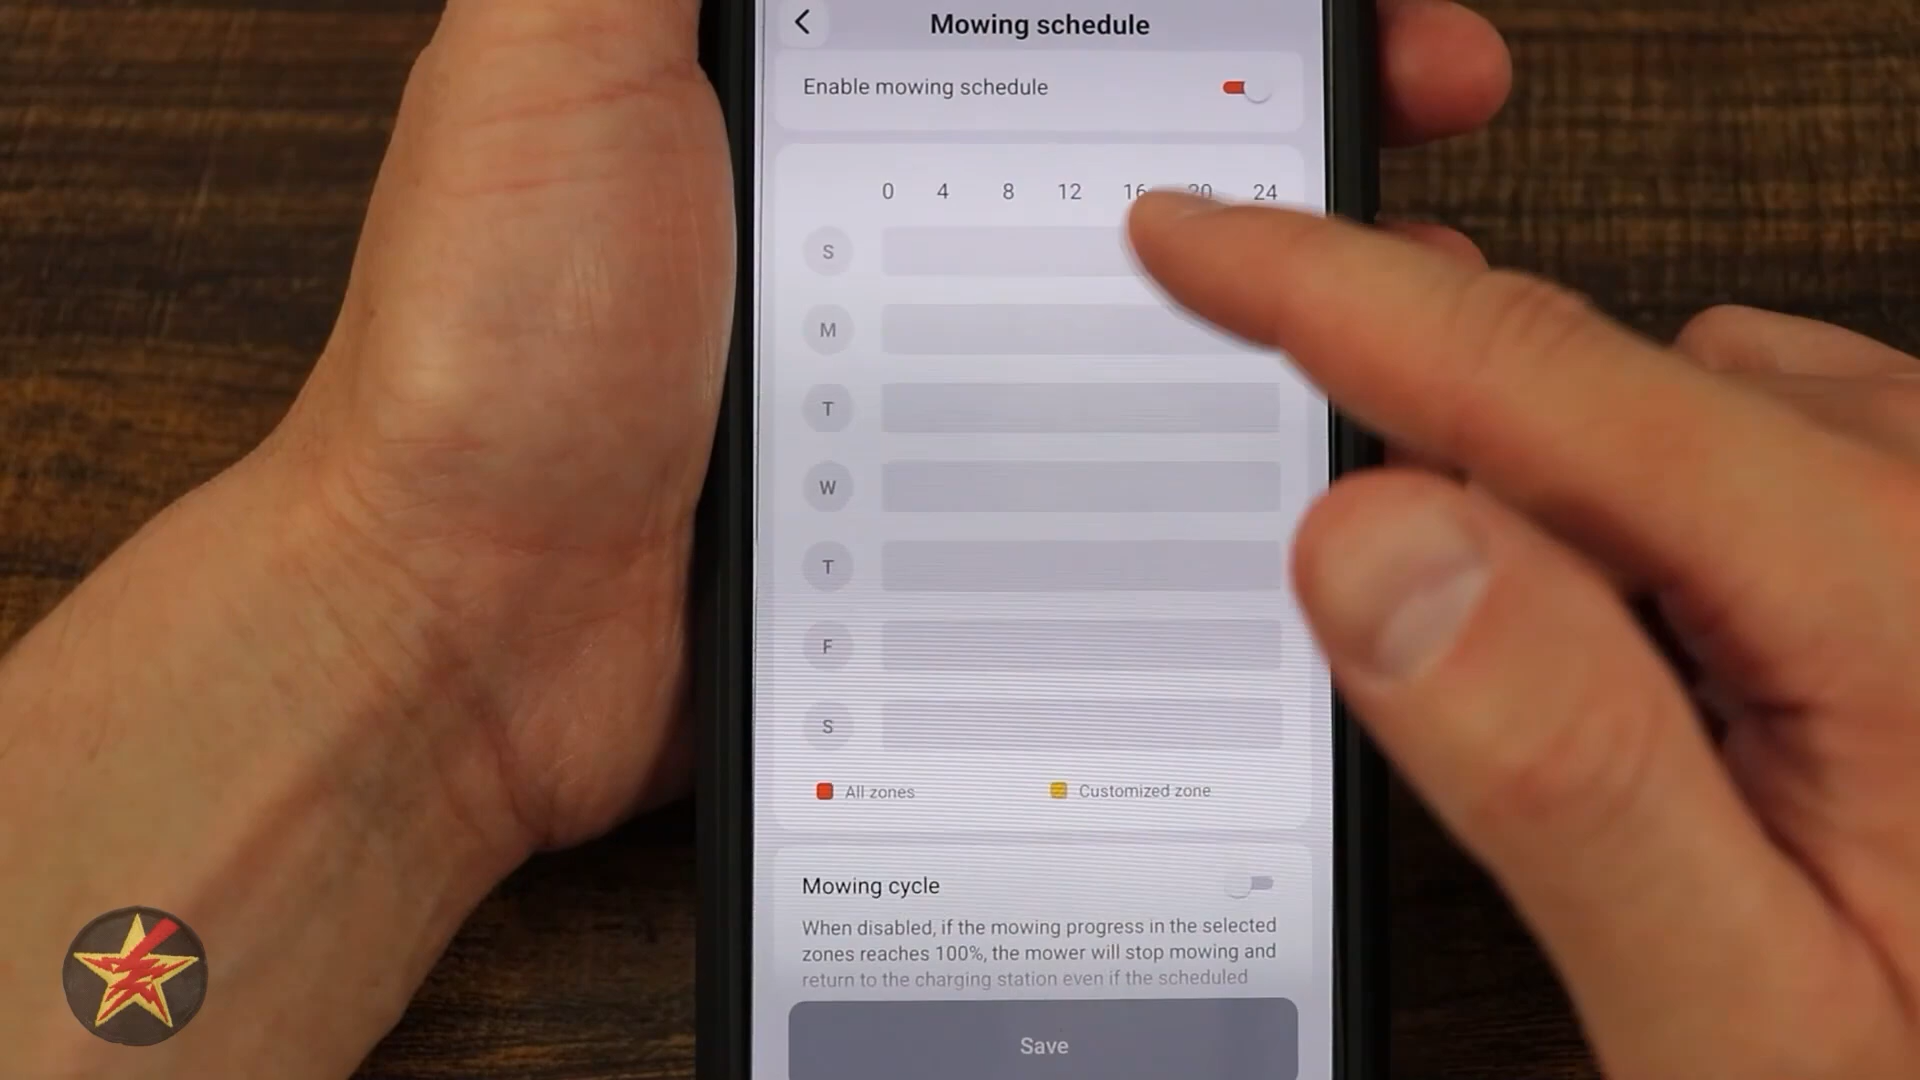 Mowing schedule
Enable mowing schedule
0 4 8 12 16 20 24
S
M
T
W
T
F
S
All zones
Customized zone
Mowing cycle
When disabled, if the mowing progress in the selected
zones reaches 100%, the mower will stop mowing and
return to the charging station even if the scheduled
Save